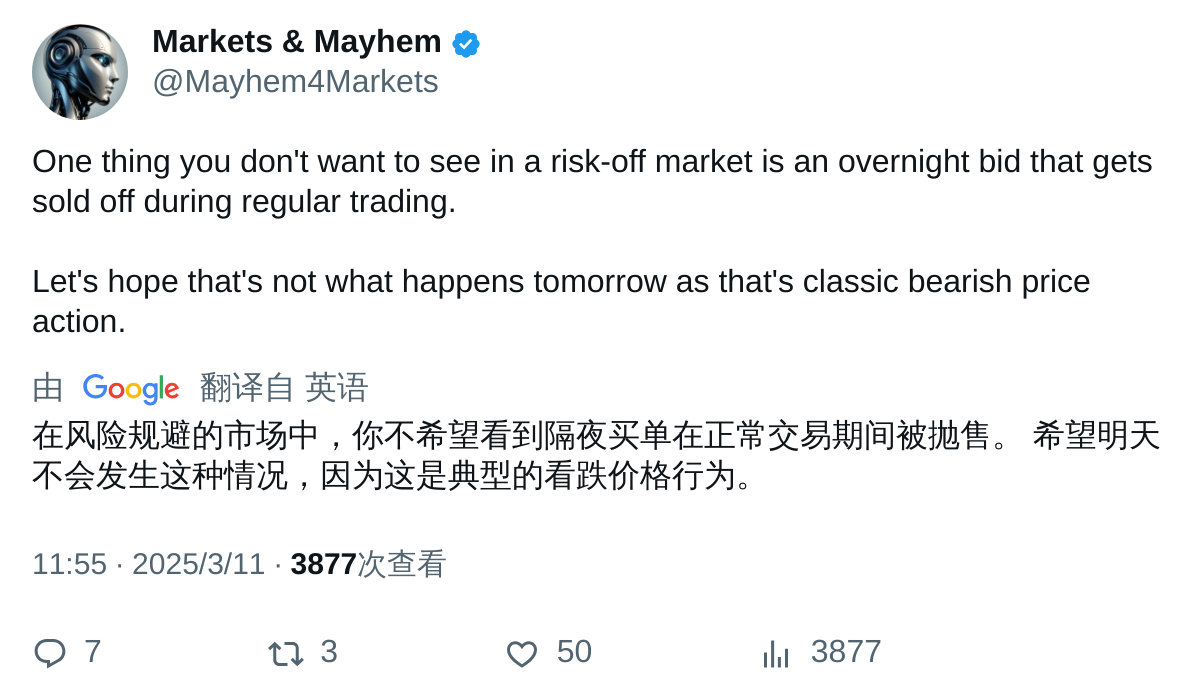 Markets & Mayhem
@Mayhem4Markets
One thing you don't want to see in a risk-off market is an overnight bid that gets
sold off during regular trading.
Let's hope that's not what happens tomorrow as that's classic bearish price
action.
由 Google 翻译自 英语
在风险规避的市场中，你不希望看到隔夜买单在正常交易期间被抛售。 希望明天
不会发生这种情况，因为这是典型的看跌价格行为。
11:55 · 2025/3/11 · 3877次查看
7 3 50 3877